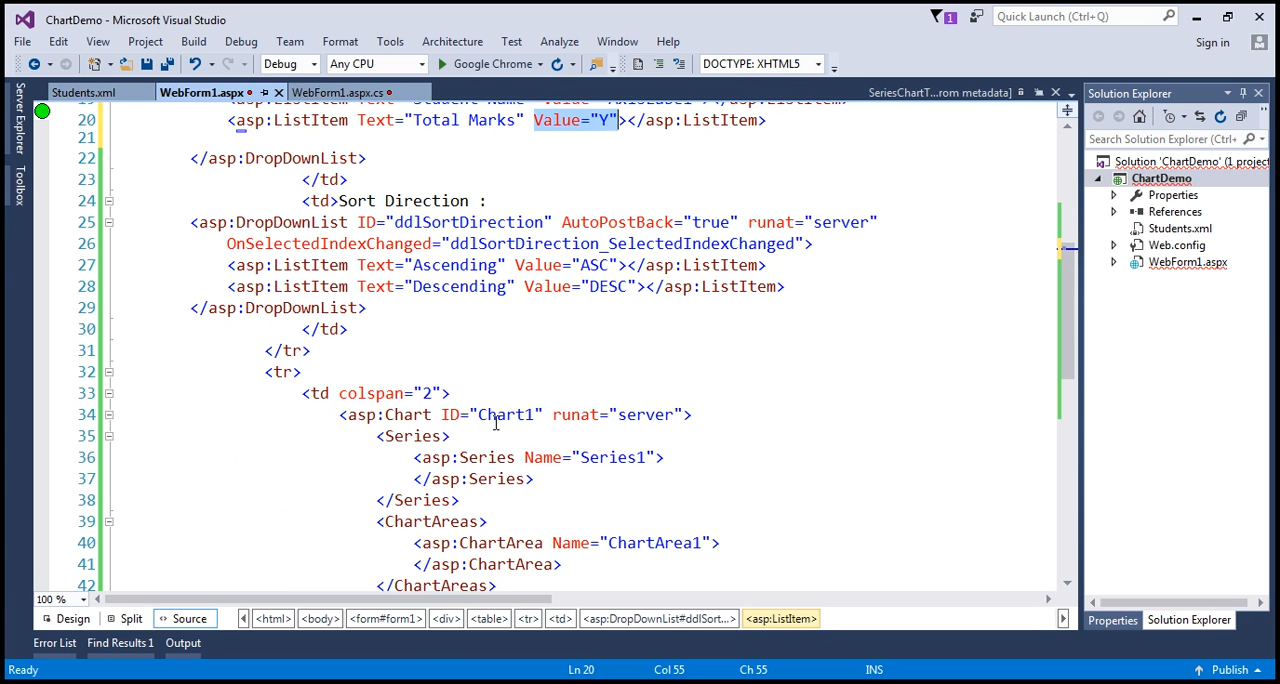 ChartDemo - Microsoft Visual Studio
1
Quick Launch (Ctrl+Q)
File Edit View Project Build Debug Team Format Tools Architecture Test Analyze Window Help
Sign in
Debug Any CPU Google Chrome DOCTYPE: XHTML5
Server Explorer
Toolbox
Students.xml WebForm1.aspx WebForm1.aspx.cs SeriesChartT...rom metadata]
20 <asp:ListItem Text="Total Marks" Value="Y"></asp:ListItem>
21
22 </asp:DropDownList>
23 </td>
24 <td>Sort Direction :
25 <asp:DropDownList ID="ddlSortDirection" AutoPostBack="true" runat="server"
26 OnSelectedIndexChanged="ddlSortDirection_SelectedIndexChanged">
27 <asp:ListItem Text="Ascending" Value="ASC"></asp:ListItem>
28 <asp:ListItem Text="Descending" Value="DESC"></asp:ListItem>
29 </asp:DropDownList>
30 </td>
31 </tr>
32 <tr>
33 <td colspan="2">
34 <asp:Chart ID="Chart1" runat="server">
35 <Series>
36 <asp:Series Name="Series1">
37 </asp:Series>
38 </Series>
39 <ChartAreas>
40 <asp:ChartArea Name="ChartArea1">
41 </asp:ChartArea>
42 </ChartAreas>
100 %
Design Split Source <html> <body> <form#form1> <div> <table> <tr> <td> <asp:DropDownList#ddlSort...> <asp:ListItem>
Error List Find Results 1 Output
Ready Ln 20 Col 55 Ch 55 INS Publish
Solution Explorer
Search Solution Explorer (Ctrl+;)
Solution 'ChartDemo' (1 project
ChartDemo
Properties
References
Students.xml
Web.config
WebForm1.aspx
Properties Solution Explorer